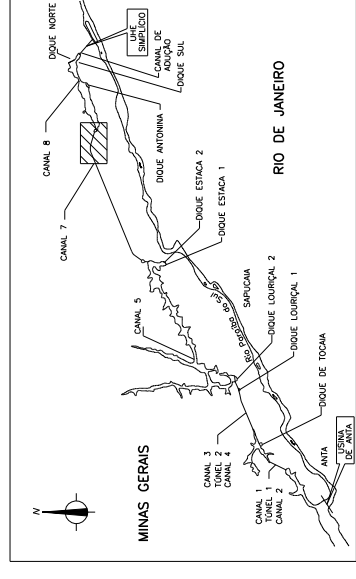 DIQUE NORTE
UHE
SIMPLÍCIO
CANAL DE
ADUÇÃO
DIQUE SUL
CANAL 8
DIQUE ANTONINA
CANAL 7
RIO DE JANEIRO
DIQUE ESTACA 2
DIQUE ESTACA 1
CANAL 5
Rio Paraíba do Sul
SAPUCAIA
DIQUE LOURIÇAL 2
DIQUE LOURIÇAL 1
N
MINAS GERAIS
CANAL 3
TÚNEL 2
CANAL 4
DIQUE DE TOCAIA
CANAL 1
TÚNEL 1
CANAL 2
ANTA
USINA
DE ANTA